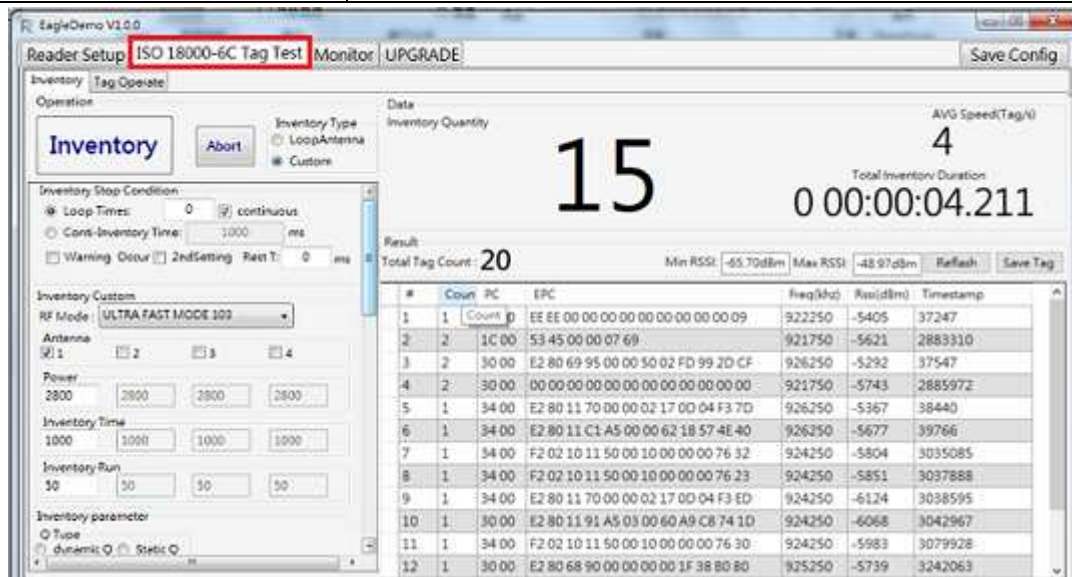 EagleDemo V1.0.0
Reader Setup ISO 18000-6C Tag Test Monitor UPGRADE Save Config
Inventory Tag Operate
Operation
Inventory Abort
Inventory Type
LoopAntenna
Custom
Data
Inventory Quantity
15
AVG Speed(Tag/s)
4
Total Inventory Duration
0 00:00:04.211
Inventory Stop Condition
Loop Times: 0 continuous
Conti-Inventory Time: 1000 ms
Warning Occur 2ndSetting Rest T: 0 ms
Inventory Custom
RF Mode : ULTRA FAST MODE 103
Antenna
1 2 3 4
Power
2800 2800 2800 2800
Inventory Time
1000 1000 1000 1000
Inventory Run
50 50 50 50
Inventory parameter
Q Type
dynamic Q Static Q
Result
Total Tag Count: 20 Min RSSI: -65.70dBm Max RSSI: -48.97dBm Reflash Save Tag
# Coun PC EPC Freq(khz) Rssi(dBm) Timestamp
Count
1 1 EE EE 00 00 00 00 00 00 00 00 00 09 922250 -5405 37247
2 2 1C 00 53 45 00 00 07 69 921750 -5621 2883310
3 2 30 00 E2 80 69 95 00 00 50 02 FD 99 2D CF 926250 -5292 37547
4 2 30 00 00 00 00 00 00 00 00 00 00 00 00 00 921750 -5743 2885972
5 1 34 00 E2 80 11 70 00 00 02 17 0D 04 F3 7D 926250 -5367 38440
6 1 34 00 E2 80 11 C1 A5 00 00 62 18 57 4E 40 926250 -5677 39766
7 1 34 00 F2 02 10 11 50 00 10 00 00 00 76 32 924250 -5804 3035085
8 1 34 00 F2 02 10 11 50 00 10 00 00 00 76 23 924250 -5851 3037888
9 1 34 00 E2 80 11 70 00 00 02 17 0D 04 F3 ED 924250 -6124 3038595
10 1 30 00 E2 80 11 91 A5 03 00 60 A9 C8 74 1D 924250 -6068 3042967
11 1 34 00 F2 02 10 11 50 00 10 00 00 00 76 30 924250 -5983 3079928
12 1 30 00 E2 80 68 90 00 00 00 00 1F 38 B0 80 925250 -5739 3242063